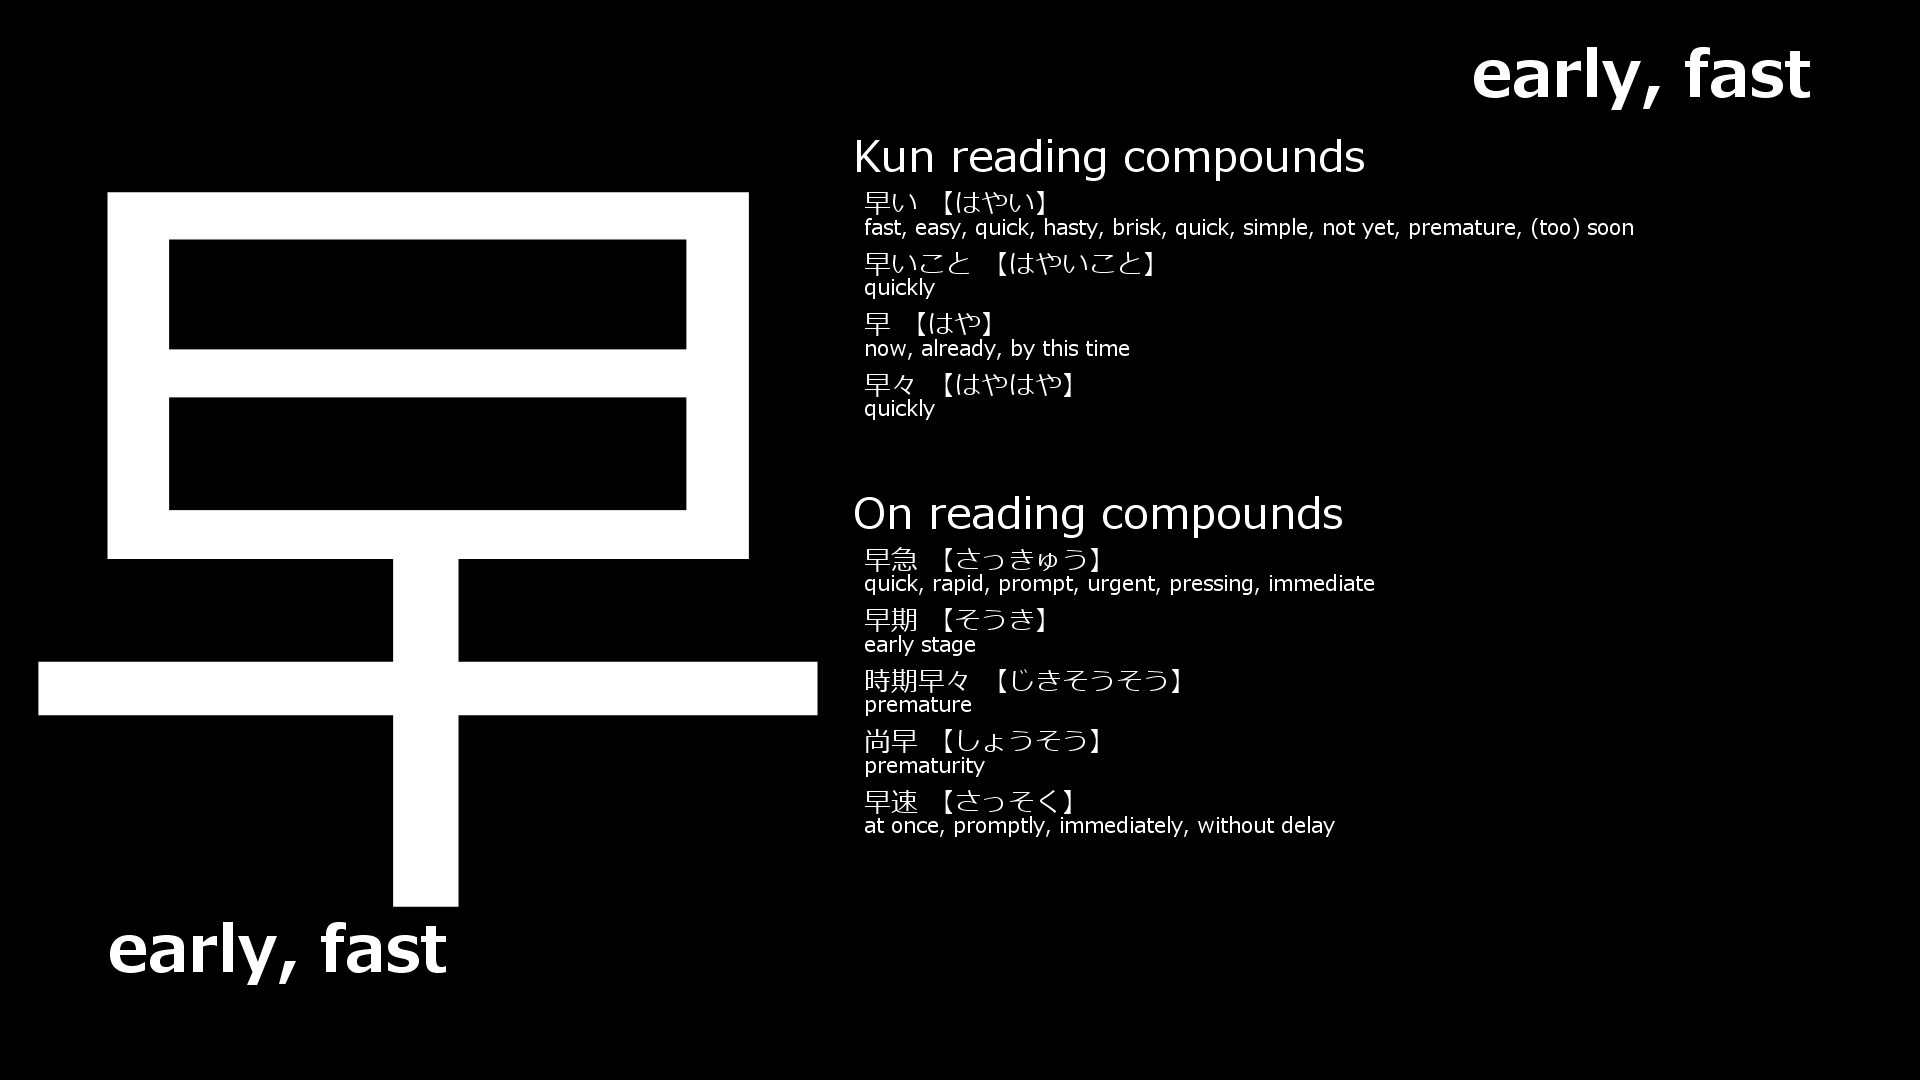 early, fast
早
early, fast
Kun reading compounds
早い 【はやい】
fast, easy, quick, hasty, brisk, quick, simple, not yet, premature, (too) soon
早いこと 【はやいこと】
quickly
早 【はや】
now, already, by this time
早々 【はやはや】
quickly
On reading compounds
早急 【さっきゅう】
quick, rapid, prompt, urgent, pressing, immediate
早期 【そうき】
early stage
時期早々 【じきそうそう】
premature
尚早 【しょうそう】
prematurity
早速 【さっそく】
at once, promptly, immediately, without delay